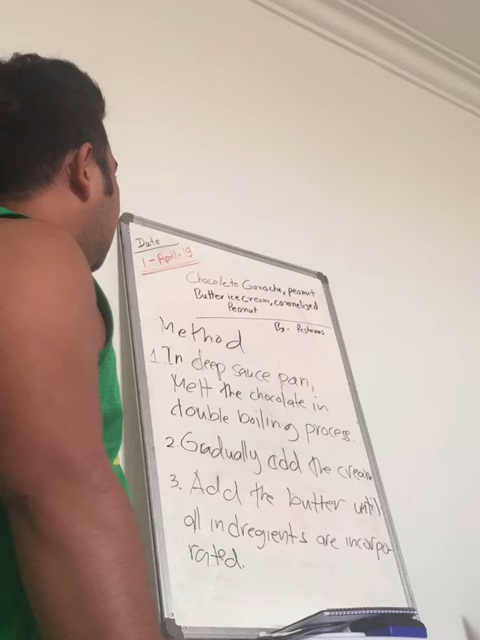 Date
1-April-19
Chocolate Ganache, peanut
Butter ice cream, caramelized
Peanut
By:-
Method
1. In deep sauce pan,
Melt the chocolate in
double boiling process.
2. Gradually add the cream
3. Add the butter until
all indregients are incorpo
rated.